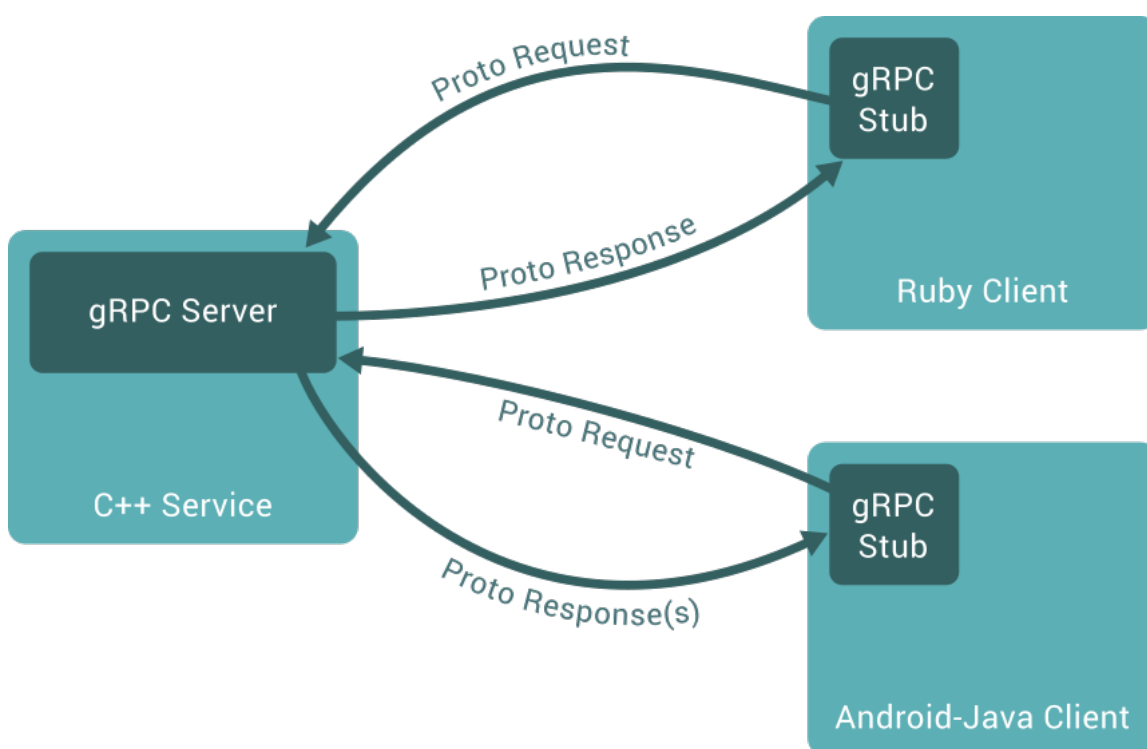 Proto Request
gRPC
Stub
Proto Response
Ruby Client
gRPC Server
C++ Service
Proto Request
gRPC
Stub
Proto Response(s)
Android-Java Client